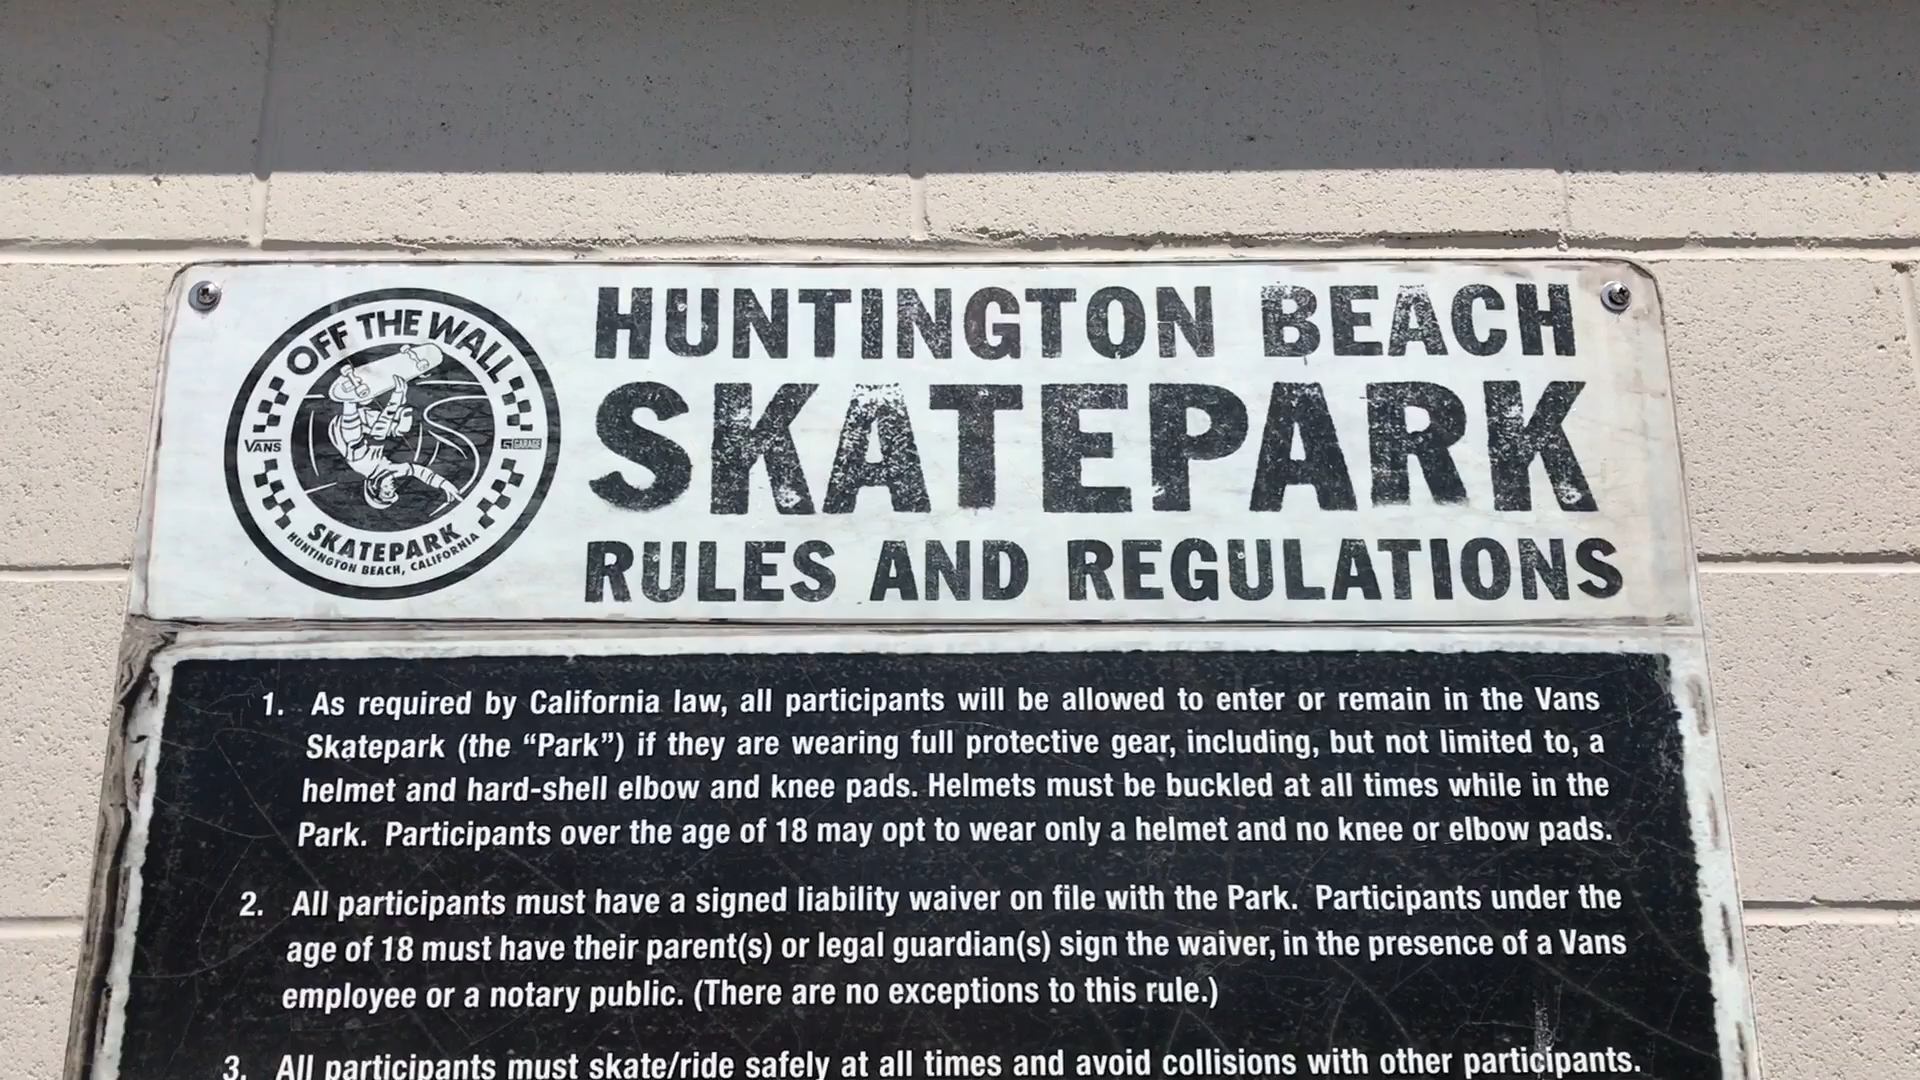 OFF THE WALL
VANS
GARAGE
SKATEPARK
HUNTINGTON BEACH, CALIFORNIA
HUNTINGTON BEACH
SKATEPARK
RULES AND REGULATIONS
1. As required by California law, all participants will be allowed to enter or remain in the Vans
Skatepark (the “Park”) if they are wearing full protective gear, including, but not limited to, a
helmet and hard-shell elbow and knee pads. Helmets must be buckled at all times while in the
Park. Participants over the age of 18 may opt to wear only a helmet and no knee or elbow pads.
2. All participants must have a signed liability waiver on file with the Park. Participants under the
age of 18 must have their parent(s) or legal guardian(s) sign the waiver, in the presence of a Vans
employee or a notary public. (There are no exceptions to this rule.)
3. All participants must skate/ride safely at all times and avoid collisions with other participants.